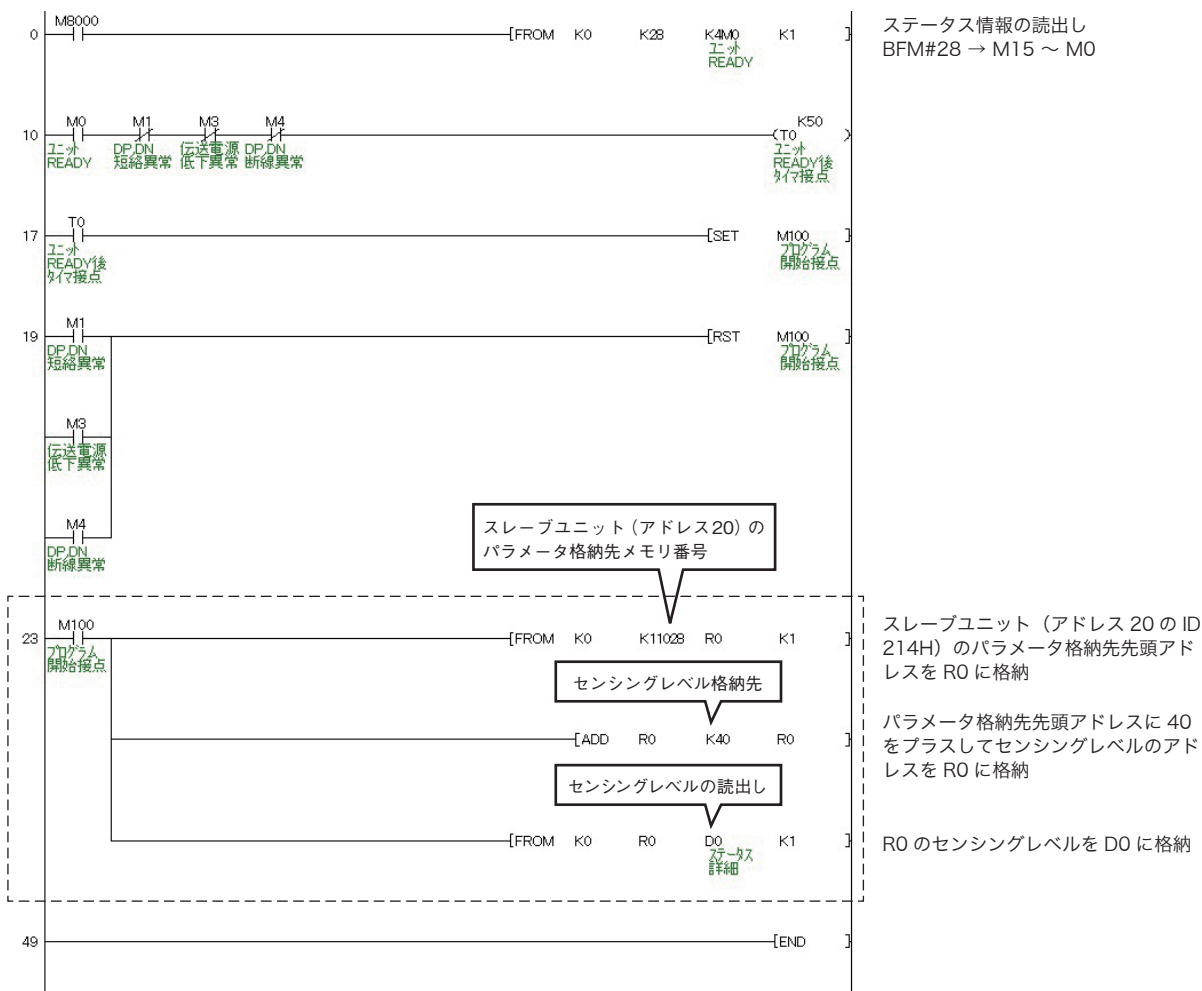 0 M8000 [FROM K0 K28 K4M0 K1 ]
ユニット
READY
ステータス情報の読出し
BFM#28 → M15 ～ M0
10 M0 M1 M3 M4 (T0 K50 )
ユニット
READY
DP,DN
短絡異常
伝送電源
低下異常
DP,DN
断線異常
ユニット
READY後
タイマ接点
17 T0 [SET M100 ]
ユニット
READY後
タイマ接点
プログラム
開始接点
19 M1 [RST M100 ]
DP,DN
短絡異常
プログラム
開始接点
M3
伝送電源
低下異常
M4
DP,DN
断線異常
スレーブユニット（アドレス20）の
パラメータ格納先メモリ番号
23 M100 [FROM K0 K11028 R0 K1 ]
プログラム
開始接点
スレーブユニット（アドレス 20 の ID
214H）のパラメータ格納先先頭アド
レスを R0 に格納
センシングレベル格納先
[ADD R0 K40 R0 ]
パラメータ格納先先頭アドレスに 40
をプラスしてセンシングレベルのアド
レスを R0 に格納
センシングレベルの読出し
[FROM K0 R0 D0 K1 ]
ステータス
詳細
R0 のセンシングレベルを D0 に格納
49 [END ]